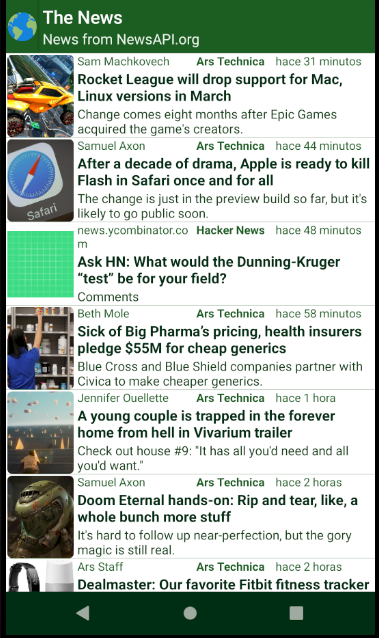 The News
News from NewsAPI.org
Sam Machkovech Ars Technica hace 31 minutos
Rocket League will drop support for Mac,
Linux versions in March
Change comes eight months after Epic Games
acquired the game's creators.
Samuel Axon Ars Technica hace 44 minutos
After a decade of drama, Apple is ready to kill
Flash in Safari once and for all
The change is just in the preview build so far, but it's
likely to go public soon.
Safari
news.ycombinator.co Hacker News hace 48 minutos
m
Ask HN: What would the Dunning-Kruger
“test” be for your field?
Comments
Beth Mole Ars Technica hace 58 minutos
Sick of Big Pharma’s pricing, health insurers
pledge $55M for cheap generics
Blue Cross and Blue Shield companies partner with
Civica to make cheaper generics.
Jennifer Ouellette Ars Technica hace 1 hora
A young couple is trapped in the forever
home from hell in Vivarium trailer
Check out house #9: "It has all you'd need and all
you'd want."
Samuel Axon Ars Technica hace 2 horas
Doom Eternal hands-on: Rip and tear, like, a
whole bunch more stuff
It's hard to follow up near-perfection, but the gory
magic is still real.
Ars Staff Ars Technica hace 2 horas
Dealmaster: Our favorite Fitbit fitness tracker